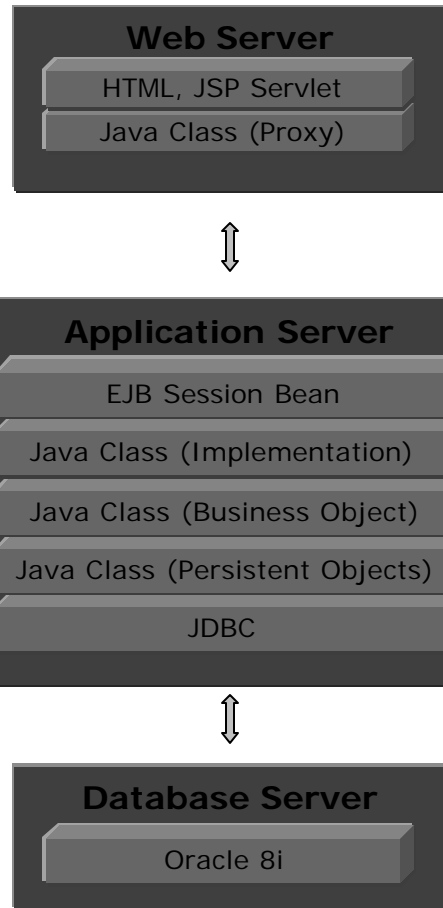 Web Server
HTML, JSP Servlet
Java Class (Proxy)
Application Server
EJB Session Bean
Java Class (Implementation)
Java Class (Business Object)
Java Class (Persistent Objects)
JDBC
Database Server
Oracle 8i